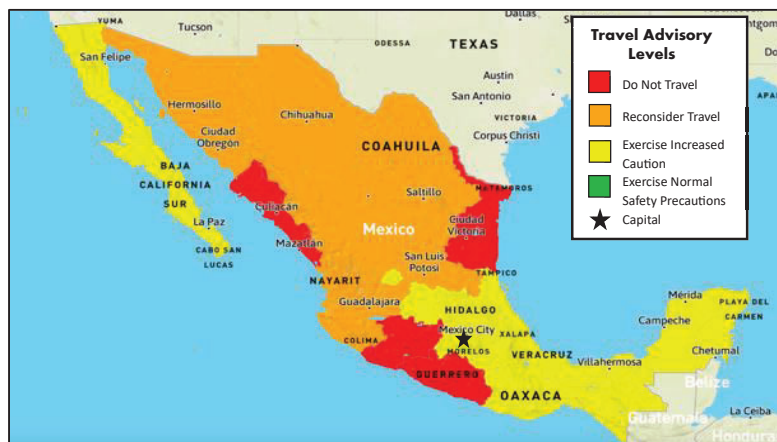 YUMA
Tucson
Dallas
ODESSA
TEXAS
San Felipe
Austin
San Antonio
Hermosillo
Chihuahua
VICTORIA
Ciudad
Obregón
Corpus Christi
COAHUILA
BAJA
CALIFORNIA
SUR
Culiacán
Saltillo
MATAMOROS
La Paz
Mazatlán
Mexico
Ciudad
Victoria
CABO SAN
LUCAS
NAYARIT
San Luis
Potosi
TAMPICO
Guadalajara
HIDALGO
Mérida
PLAYA DEL
CARMEN
Mexico City
XALAPA
Campeche
COLIMA
MORELOS
VERACRUZ
Villahermosa
Chetumal
GUERRERO
OAXACA
Belize
La Ceiba
Guatemala
Hondura
Travel Advisory
Levels
Do Not Travel
Reconsider Travel
Exercise Increased
Caution
Exercise Normal
Safety Precautions
Capital